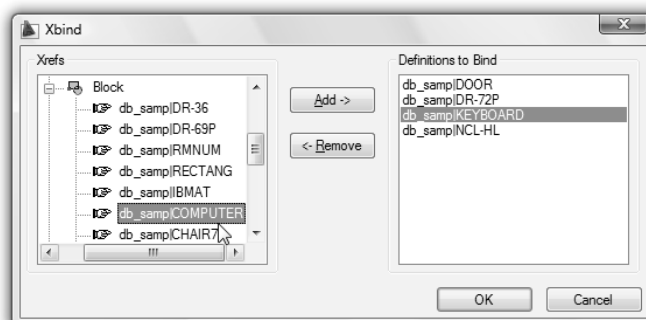 Xbind
Xrefs
Block
db_samp|DR-36
db_samp|DR-69P
db_samp|RMNUM
db_samp|RECTANG
db_samp|IBMAT
db_samp|COMPUTER
db_samp|CHAIR7
Add ->
<- Remove
Definitions to Bind
db_samp|DOOR
db_samp|DR-72P
db_samp|KEYBOARD
db_samp|NCL-HL
OK
Cancel